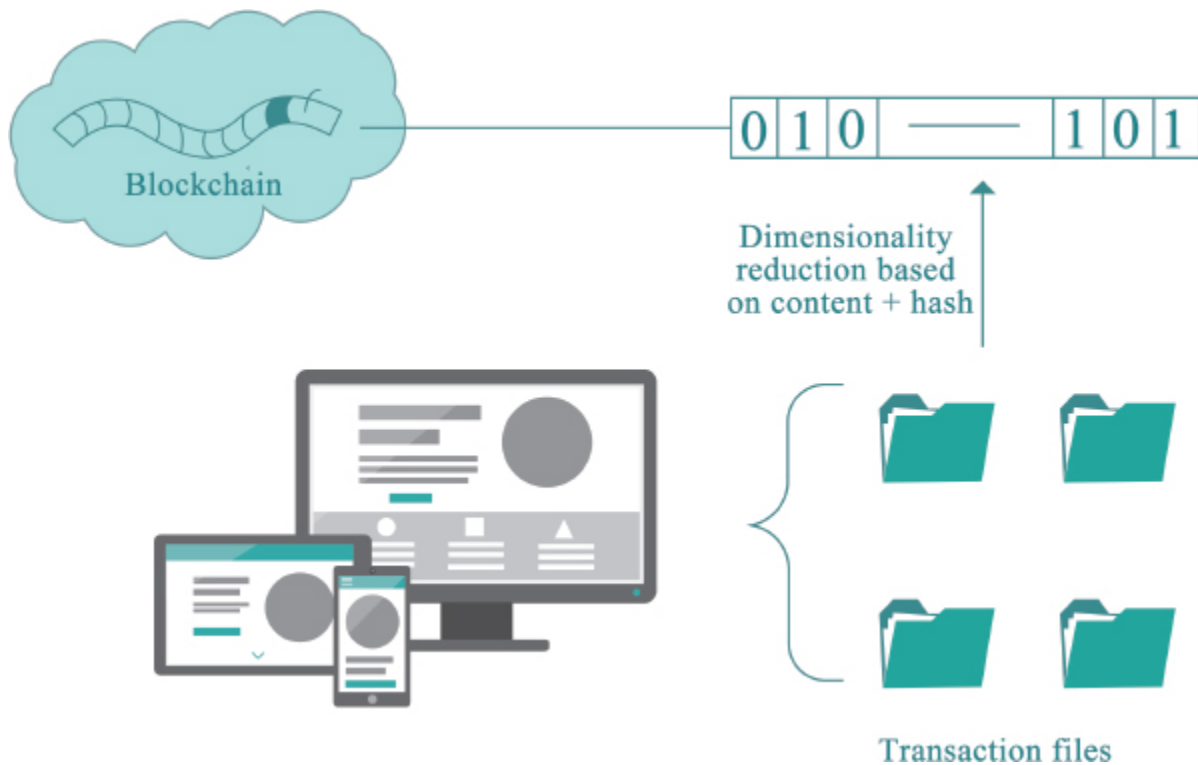 Blockchain
0 1 0 1 0 1
Dimensionality
reduction based
on content + hash
Transaction files